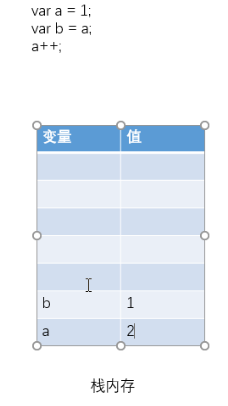 var a = 1;
var b = a;
a++;
变量 值
b 1
a 2
栈内存